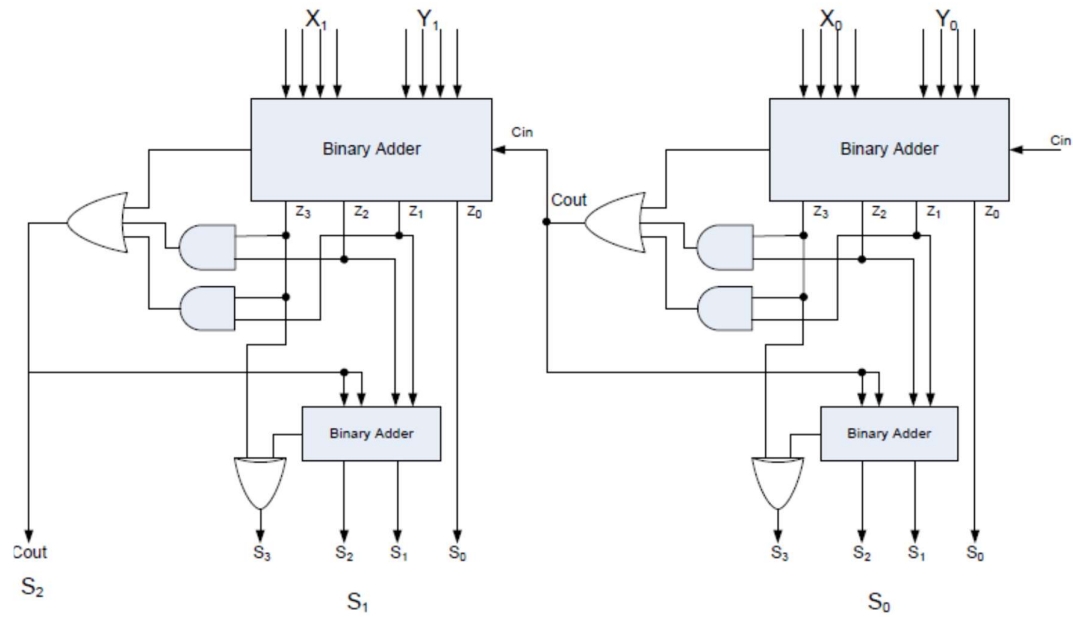 X₁ Y₁ X₀ Y₀
Binary Adder Cin Binary Adder Cin
Z₃ Z₂ Z₁ Z₀ Cout Z₃ Z₂ Z₁ Z₀
Binary Adder Binary Adder
Cout S₃ S₂ S₁ S₀ S₃ S₂ S₁ S₀
S₂ S₁ S₀